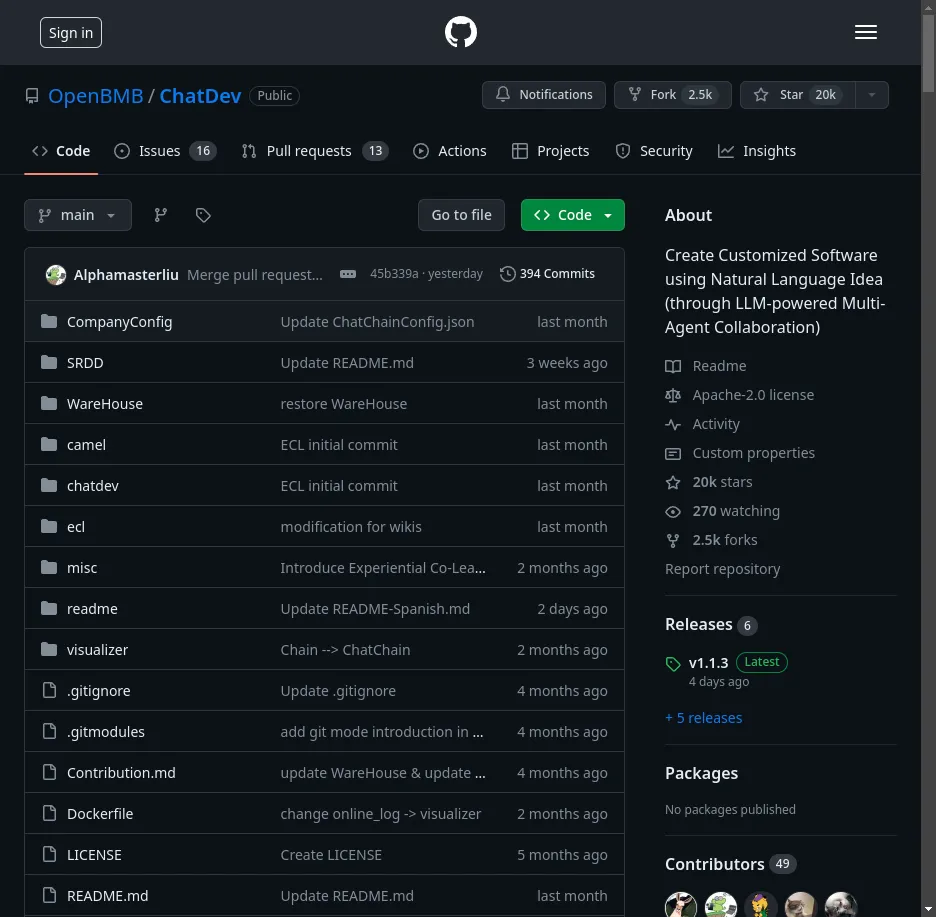 Sign in
OpenBMB / ChatDev Public
Notifications Fork 2.5k Star 20k
Code Issues 16 Pull requests 13 Actions Projects Security Insights
main Go to file Code
Alphamasterliu Merge pull request... 45b339a · yesterday 394 Commits
CompanyConfig Update ChatChainConfig.json last month
SRDD Update README.md 3 weeks ago
WareHouse restore WareHouse last month
camel ECL initial commit last month
chatdev ECL initial commit last month
ecl modification for wikis last month
misc Introduce Experiential Co-Lea... 2 months ago
readme Update README-Spanish.md 2 days ago
visualizer Chain --> ChatChain 2 months ago
.gitignore Update .gitignore 4 months ago
.gitmodules add git mode introduction in ... 4 months ago
Contribution.md update WareHouse & update ... 4 months ago
Dockerfile change online_log -> visualizer 2 months ago
LICENSE Create LICENSE 5 months ago
README.md Update README.md last month
About
Create Customized Software
using Natural Language Idea
(through LLM-powered Multi-
Agent Collaboration)
Readme
Apache-2.0 license
Activity
Custom properties
20k stars
270 watching
2.5k forks
Report repository
Releases 6
v1.1.3 Latest
4 days ago
+ 5 releases
Packages
No packages published
Contributors 49